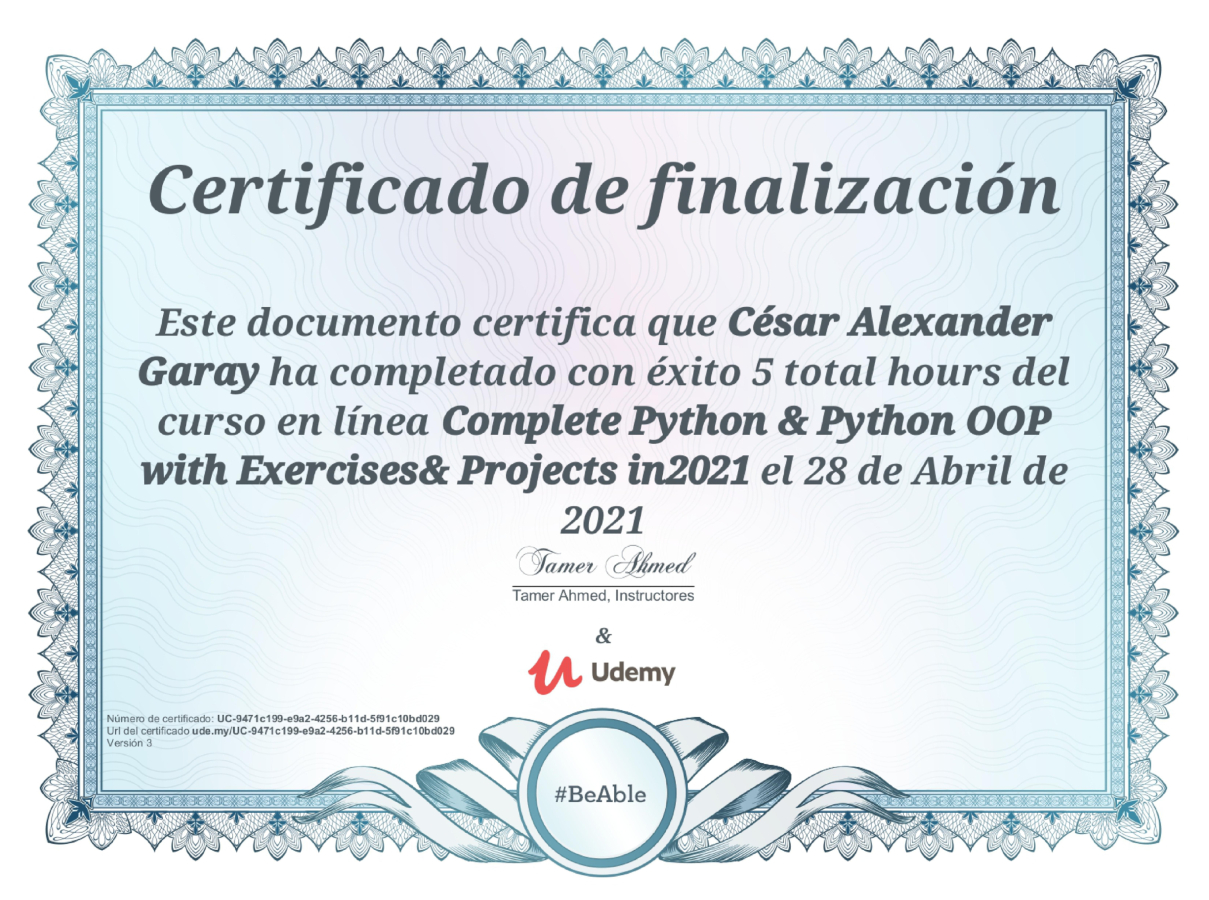 Certificado de finalización
Este documento certifica que César Alexander
Garay ha completado con éxito 5 total hours del
curso en línea Complete Python & Python OOP
with Exercises& Projects in2021 el 28 de Abril de
2021
Tamer Ahmed
Tamer Ahmed, Instructores
&
Udemy
Número de certificado: UC-9471c199-e9a2-4256-b11d-5f91c10bd029
Url del certificado ude.my/UC-9471c199-e9a2-4256-b11d-5f91c10bd029
Versión 3
#BeAble